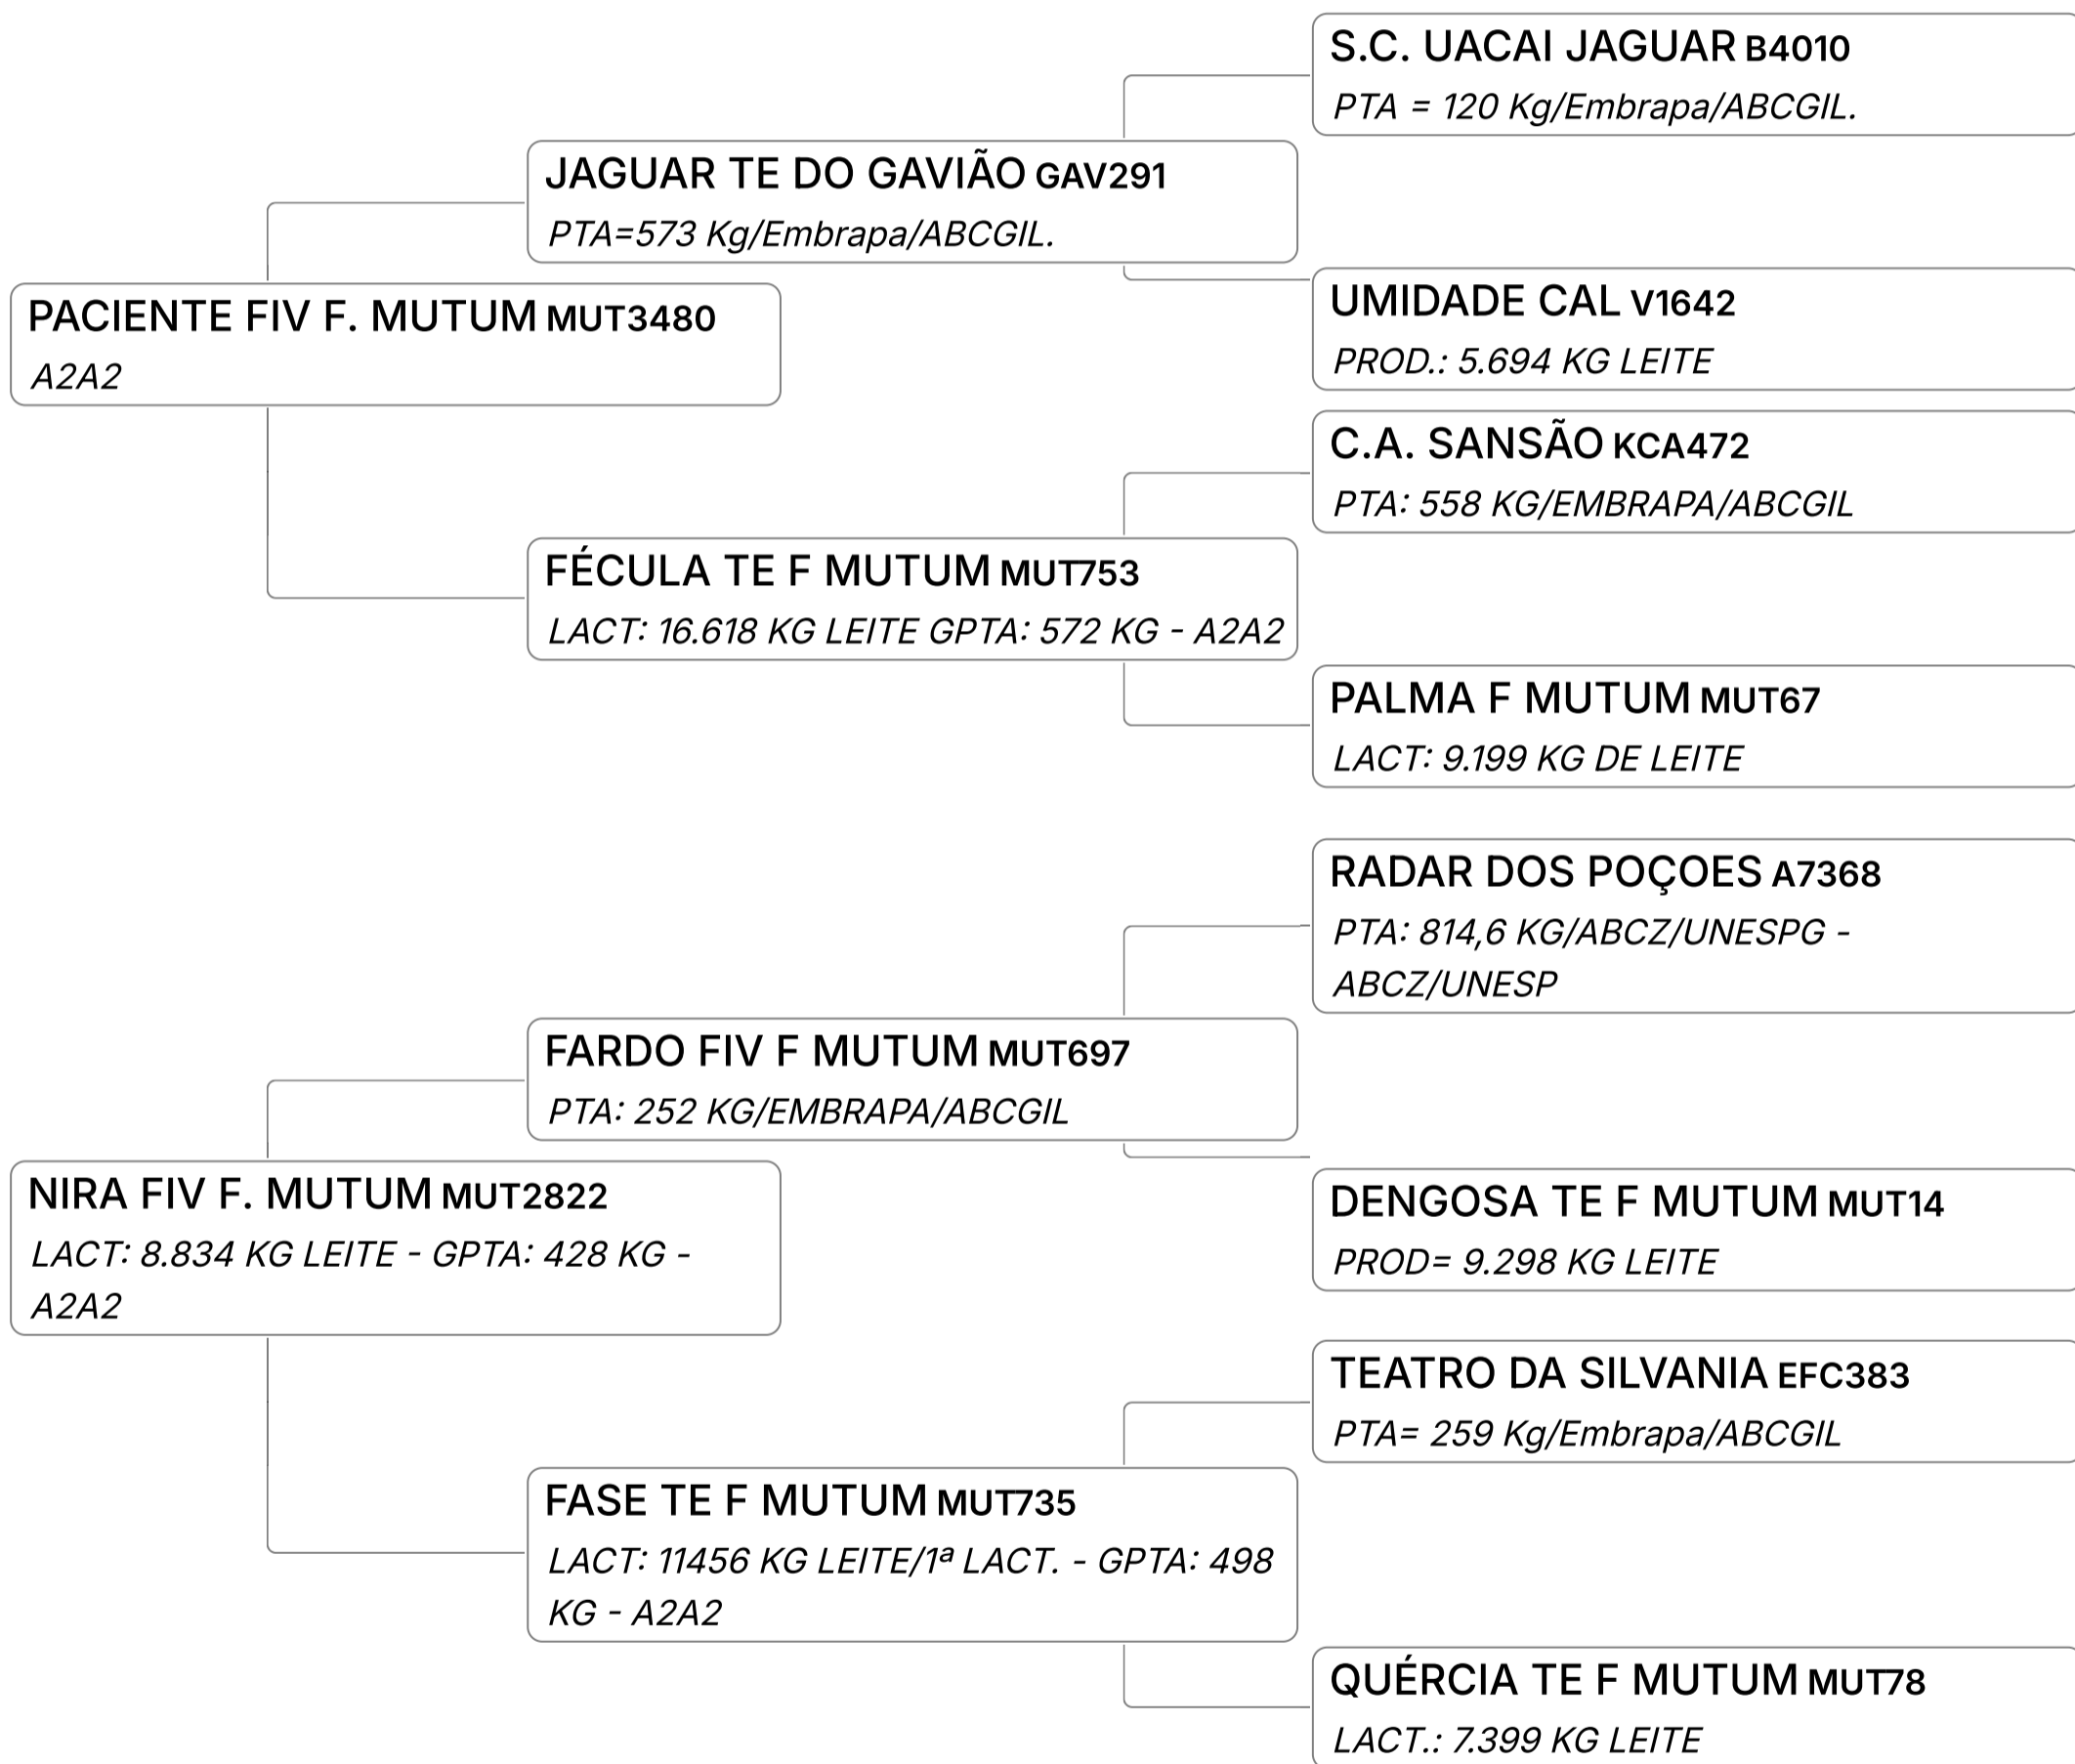 S.C. UACAI JAGUAR B4010
PTA = 120 Kg/Embrapa/ABCGIL.
JAGUAR TE DO GAVIÃO GAV291
PTA=573 Kg/Embrapa/ABCGIL.
UMIDADE CAL V1642
PROD.: 5.694 KG LEITE
PACIENTE FIV F. MUTUM MUT3480
A2A2
C.A. SANSÃO KCA472
PTA: 558 KG/EMBRAPA/ABCGIL
FÉCULA TE F MUTUM MUT753
LACT: 16.618 KG LEITE GPTA: 572 KG - A2A2
PALMA F MUTUM MUT67
LACT: 9.199 KG DE LEITE
RADAR DOS POÇOES A7368
PTA: 814,6 KG/ABCZ/UNESPG -
ABCZ/UNESP
FARDO FIV F MUTUM MUT697
PTA: 252 KG/EMBRAPA/ABCGIL
DENGOSA TE F MUTUM MUT14
PROD= 9.298 KG LEITE
NIRA FIV F. MUTUM MUT2822
LACT: 8.834 KG LEITE - GPTA: 428 KG -
A2A2
TEATRO DA SILVANIA EFC383
PTA= 259 Kg/Embrapa/ABCGIL
FASE TE F MUTUM MUT735
LACT: 11456 KG LEITE/1ª LACT. - GPTA: 498
KG - A2A2
QUÉRCIA TE F MUTUM MUT78
LACT.: 7.399 KG LEITE